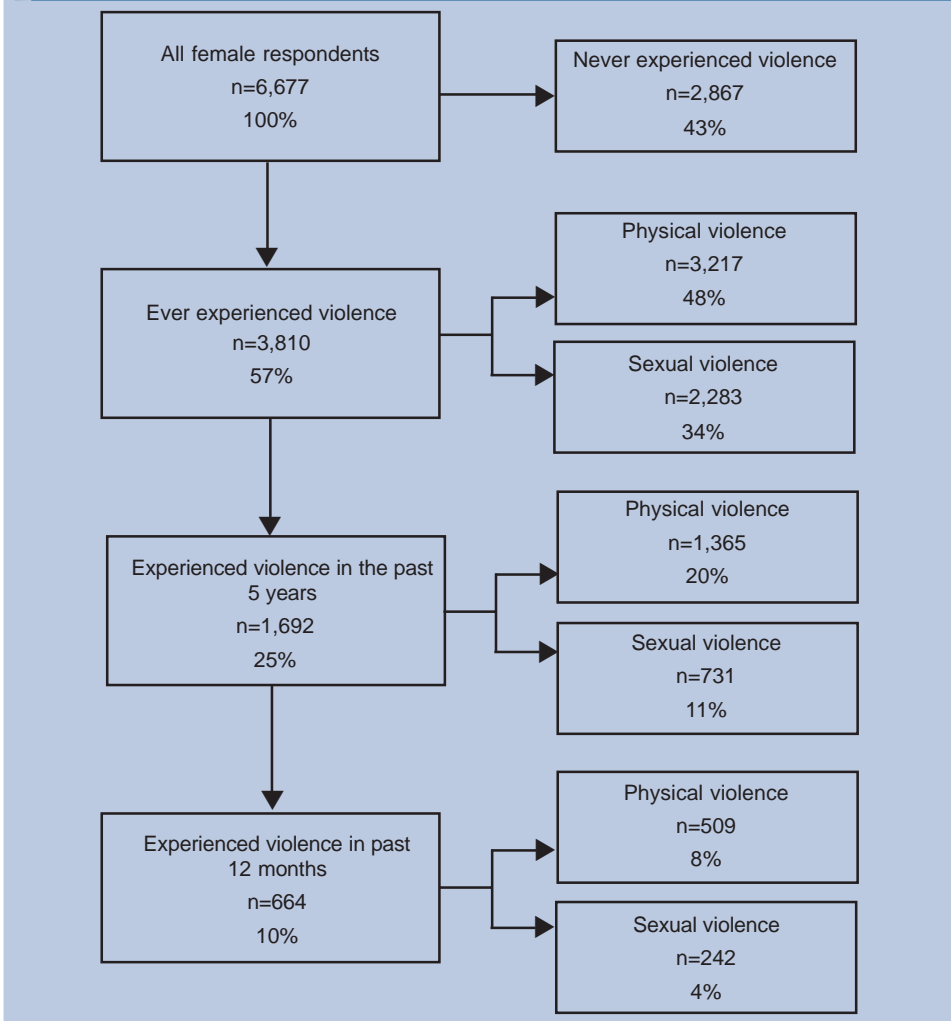 All female respondents
n=6,677
100%
Never experienced violence
n=2,867
43%
Ever experienced violence
n=3,810
57%
Physical violence
n=3,217
48%
Sexual violence
n=2,283
34%
Experienced violence in the past
5 years
n=1,692
25%
Physical violence
n=1,365
20%
Sexual violence
n=731
11%
Experienced violence in past
12 months
n=664
10%
Physical violence
n=509
8%
Sexual violence
n=242
4%